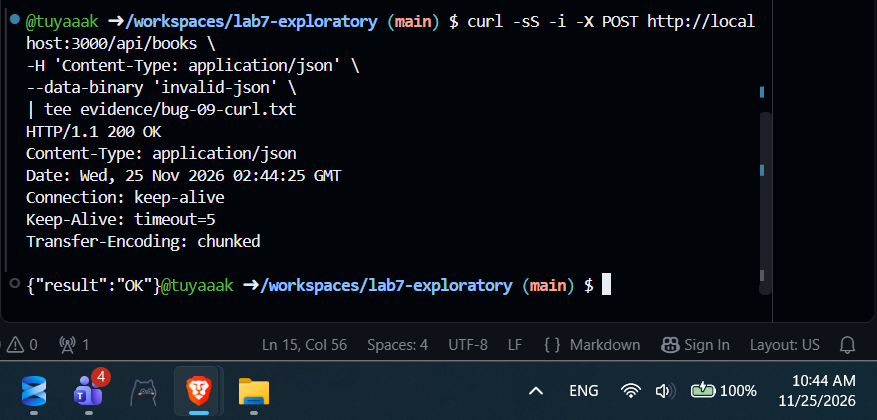 @tuyaaak ➜/workspaces/lab7-exploratory (main) $ curl -sS -i -X POST http://local
host:3000/api/books \
-H 'Content-Type: application/json' \
--data-binary 'invalid-json' \
| tee evidence/bug-09-curl.txt
HTTP/1.1 200 OK
Content-Type: application/json
Date: Wed, 25 Nov 2026 02:44:25 GMT
Connection: keep-alive
Keep-Alive: timeout=5
Transfer-Encoding: chunked
{"result":"OK"}@tuyaaak ➜/workspaces/lab7-exploratory (main) $
0 1 Ln 15, Col 56 Spaces: 4 UTF-8 LF { } Markdown Sign In Layout: US
T 4 ENG 100% 10:44 AM
11/25/2026